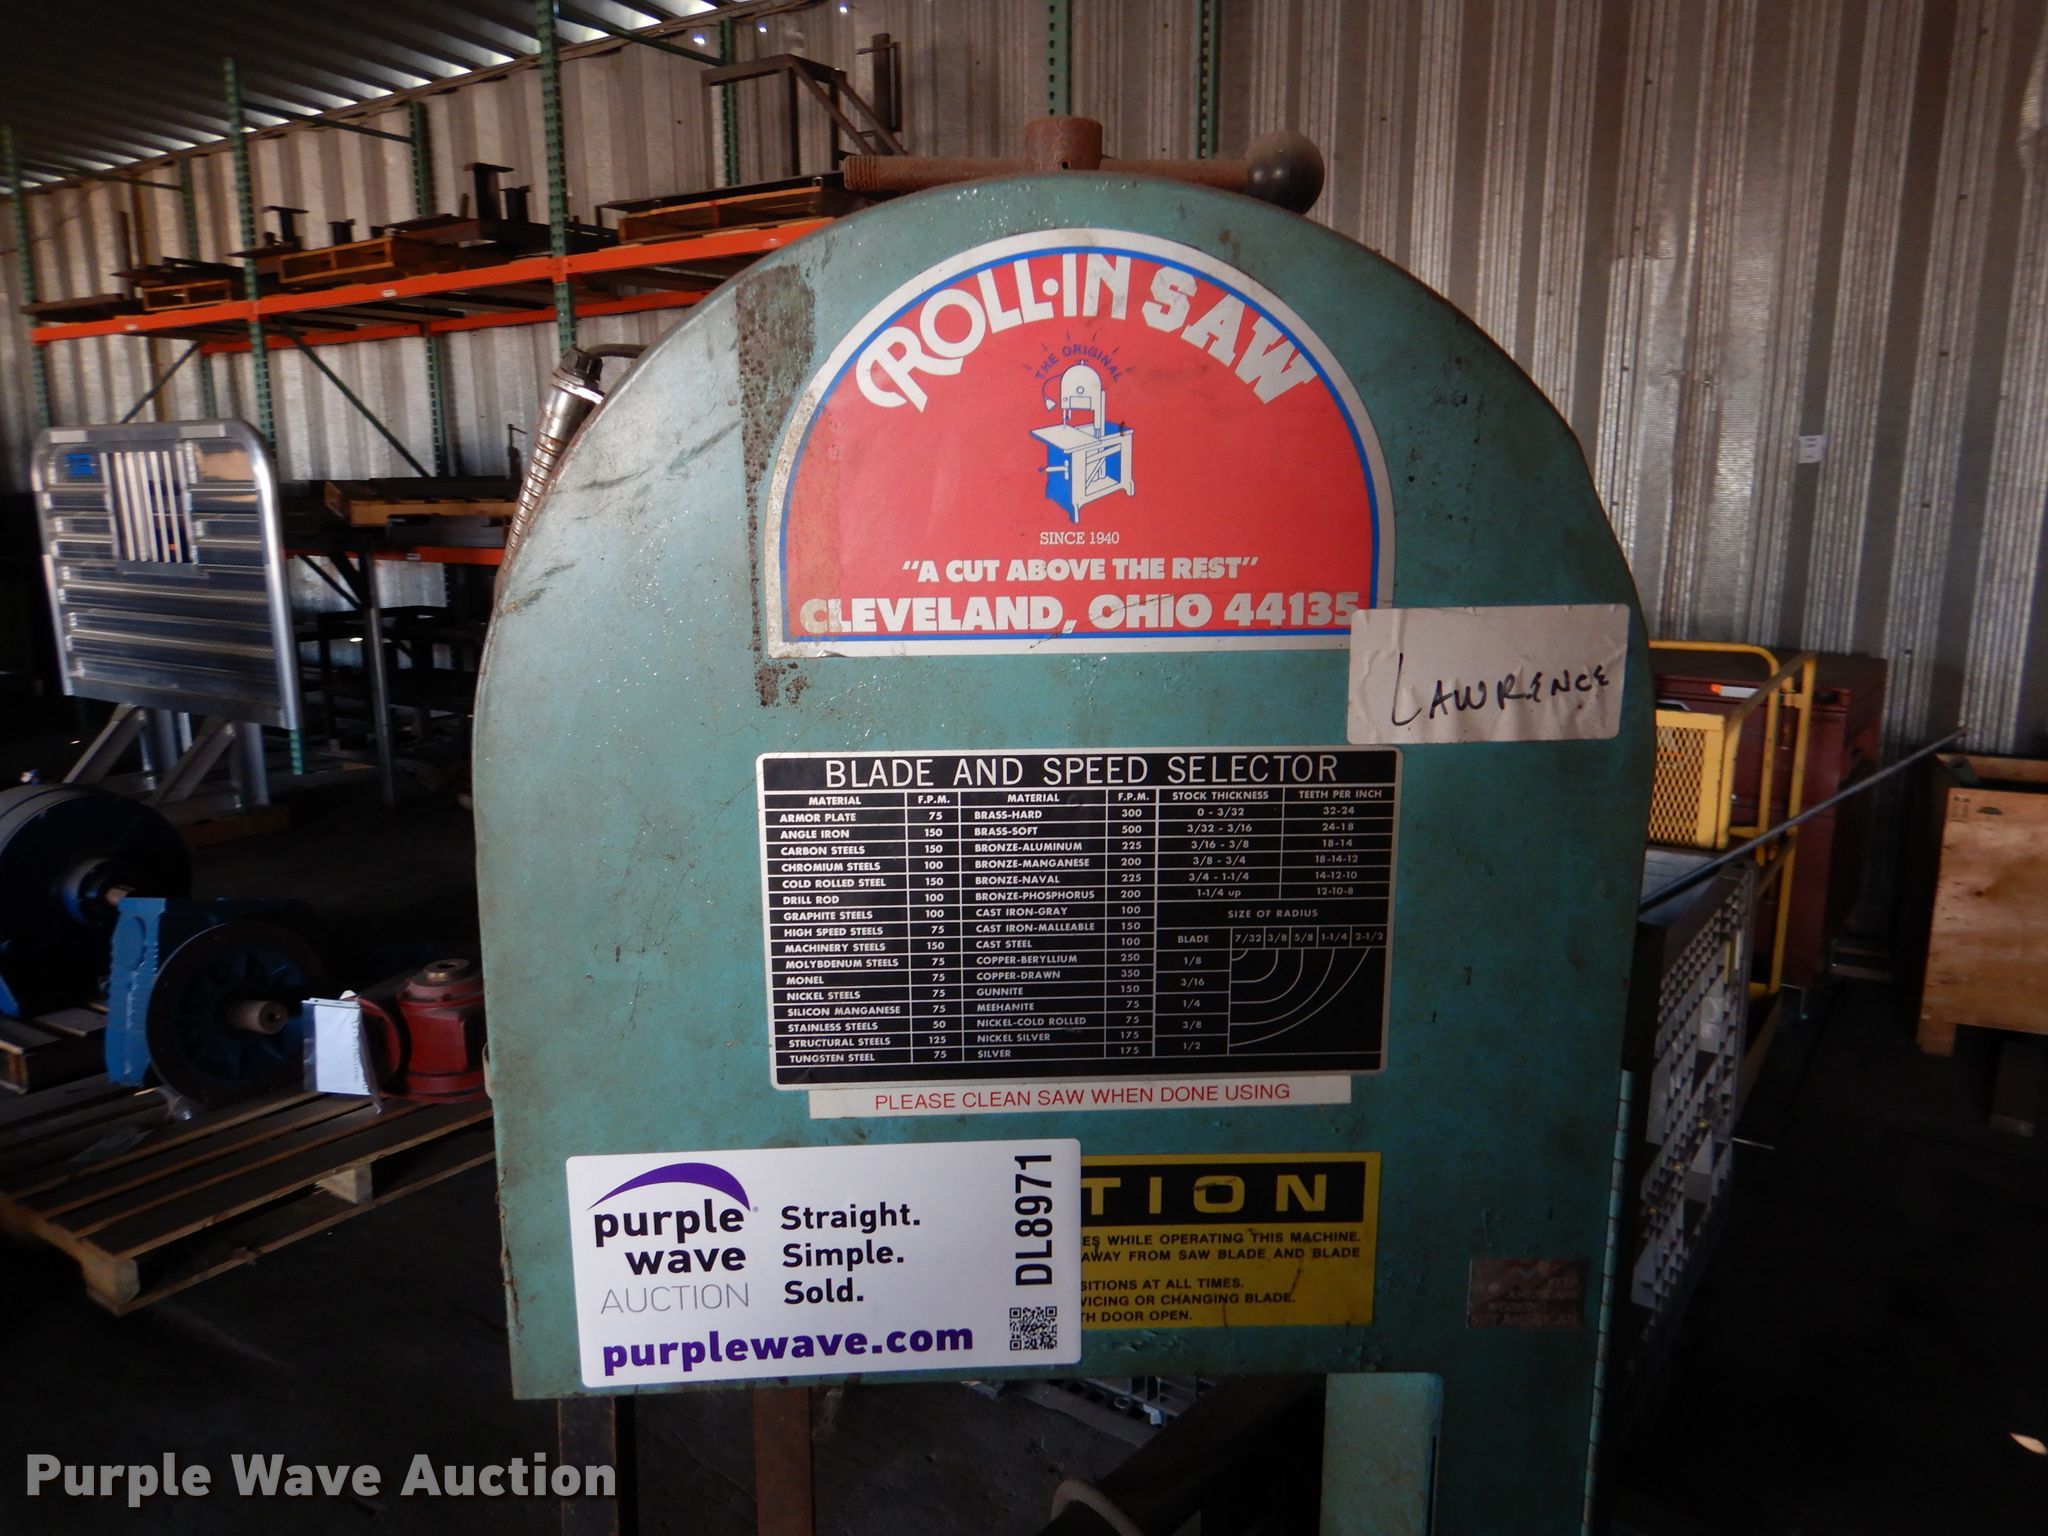 ROLL·IN SAW
THE ORIGINAL
SINCE 1940
"A CUT ABOVE THE REST"
CLEVELAND, OHIO 44135
LAWRENCE
BLADE AND SPEED SELECTOR
MATERIAL F.P.M. MATERIAL F.P.M. STOCK THICKNESS TEETH PER INCH
ARMOR PLATE 75 BRASS-HARD 300 0 - 3/32 32-24
ANGLE IRON 150 BRASS-SOFT 500 3/32 - 3/16 24-18
CARBON STEELS 150 BRONZE-ALUMINUM 225 3/16 - 3/8 18-14
CHROMIUM STEELS 100 BRONZE-MANGANESE 200 3/8 - 3/4 18-14-12
COLD ROLLED STEEL 150 BRONZE-NAVAL 225 3/4 - 1-1/4 14-12-10
DRILL ROD 100 BRONZE-PHOSPHORUS 200 1-1/4 up 12-10-8
GRAPHITE STEELS 100 CAST IRON-GRAY 100 SIZE OF RADIUS
HIGH SPEED STEELS 75 CAST IRON-MALLEABLE 150
MACHINERY STEELS 150 CAST STEEL 100 BLADE 7/32 3/8 5/8 1-1/4 2-1/2
MOLYBDENUM STEELS 75 COPPER-BERYLLIUM 250 1/8
MONEL 75 COPPER-DRAWN 350 3/16
NICKEL STEELS 75 GUNNITE 150
SILICON MANGANESE 75 MEEHANITE 75 1/4
STAINLESS STEELS 50 NICKEL-COLD ROLLED 75 3/8
STRUCTURAL STEELS 125 NICKEL SILVER 175
TUNGSTEN STEEL 75 SILVER 175 1/2
PLEASE CLEAN SAW WHEN DONE USING
purple wave®
AUCTION
Straight.
Simple.
Sold.
purplewave.com
DL8971
TION
ES WHILE OPERATING THIS MACHINE.
AWAY FROM SAW BLADE AND BLADE
SITIONS AT ALL TIMES.
VICING OR CHANGING BLADE.
TH DOOR OPEN.
KEEP
AMERICANS
WORKING
BUY AMERICAN
Purple Wave Auction